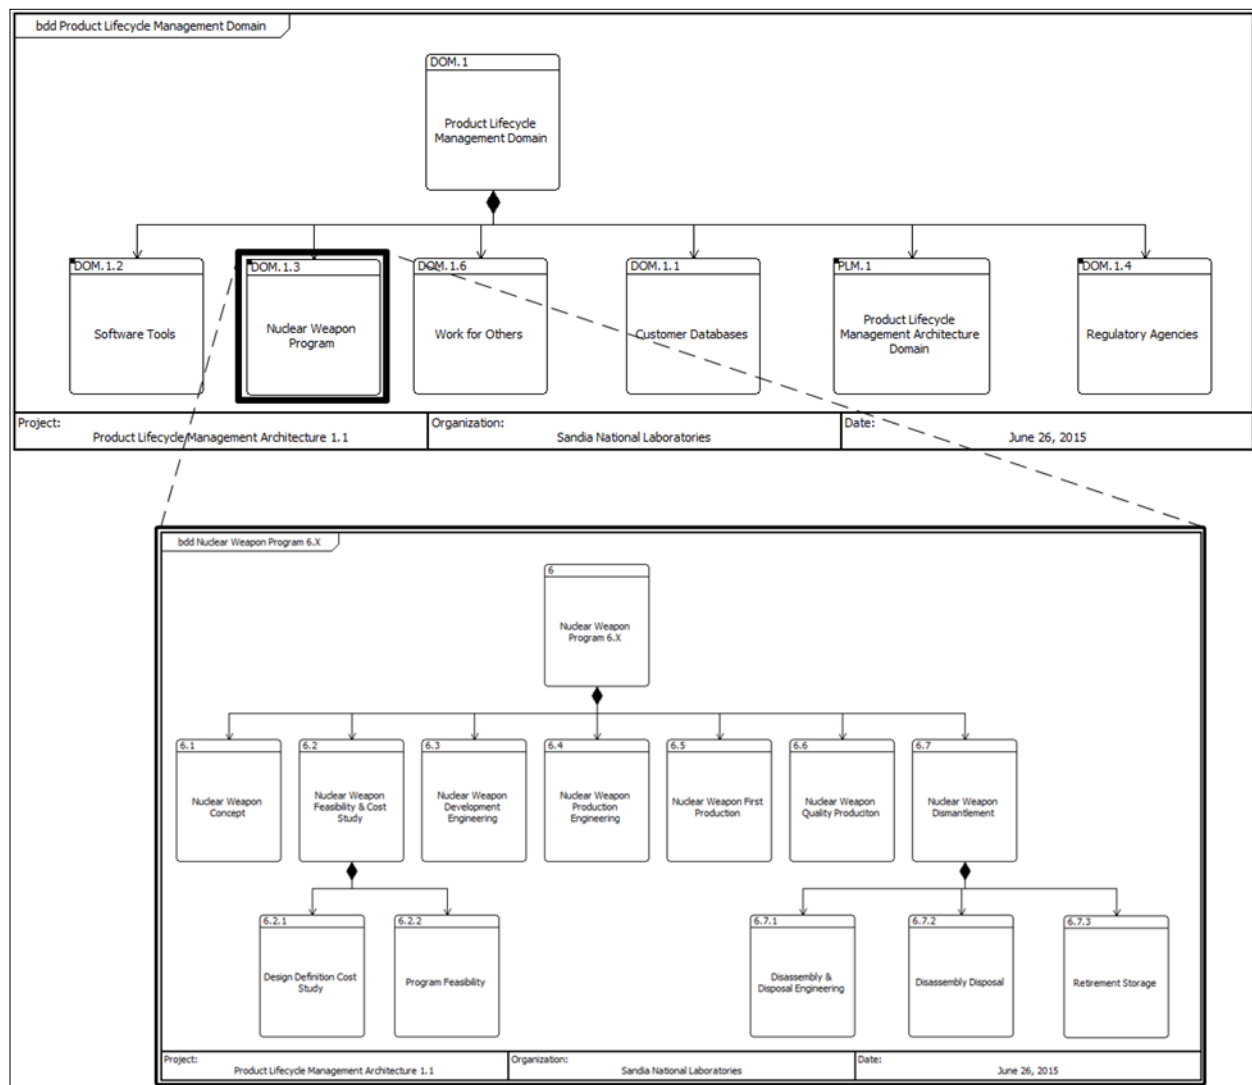 bdd Product Lifecycle Management Domain
DOM.1
Product Lifecycle
Management Domain
DOM.1.2
Software Tools
DOM.1.3
Nuclear Weapon
Program
DOM.1.6
Work for Others
DOM.1.1
Customer Databases
PLM.1
Product Lifecycle
Management Architecture
Domain
DOM.1.4
Regulatory Agencies
Project:
Product Lifecycle Management Architecture 1.1
Organization:
Sandia National Laboratories
Date:
June 26, 2015
bdd Nuclear Weapon Program 6.X
6
Nuclear Weapon
Program 6.X
6.1
Nuclear Weapon
Concept
6.2
Nuclear Weapon
Feasibility & Cost
Study
6.3
Nuclear Weapon
Development
Engineering
6.4
Nuclear Weapon
Production
Engineering
6.5
Nuclear Weapon First
Production
6.6
Nuclear Weapon
Quality Produciton
6.7
Nuclear Weapon
Dismantlement
6.2.1
Design Definition Cost
Study
6.2.2
Program Feasibility
6.7.1
Disassembly &
Disposal Engineering
6.7.2
Disassembly Disposal
6.7.3
Retirement Storage
Project:
Product Lifecycle Management Architecture 1.1
Organization:
Sandia National Laboratories
Date:
June 26, 2015